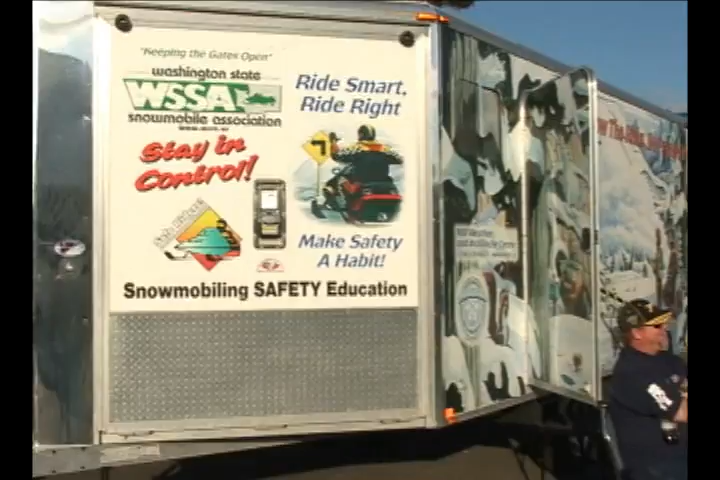 "Keeping the Gates Open"
washington state
WSSA
snowmobile association
Stay in
Control!
Ride Smart,
Ride Right
Make Safety
A Habit!
Snowmobiling SAFETY Education